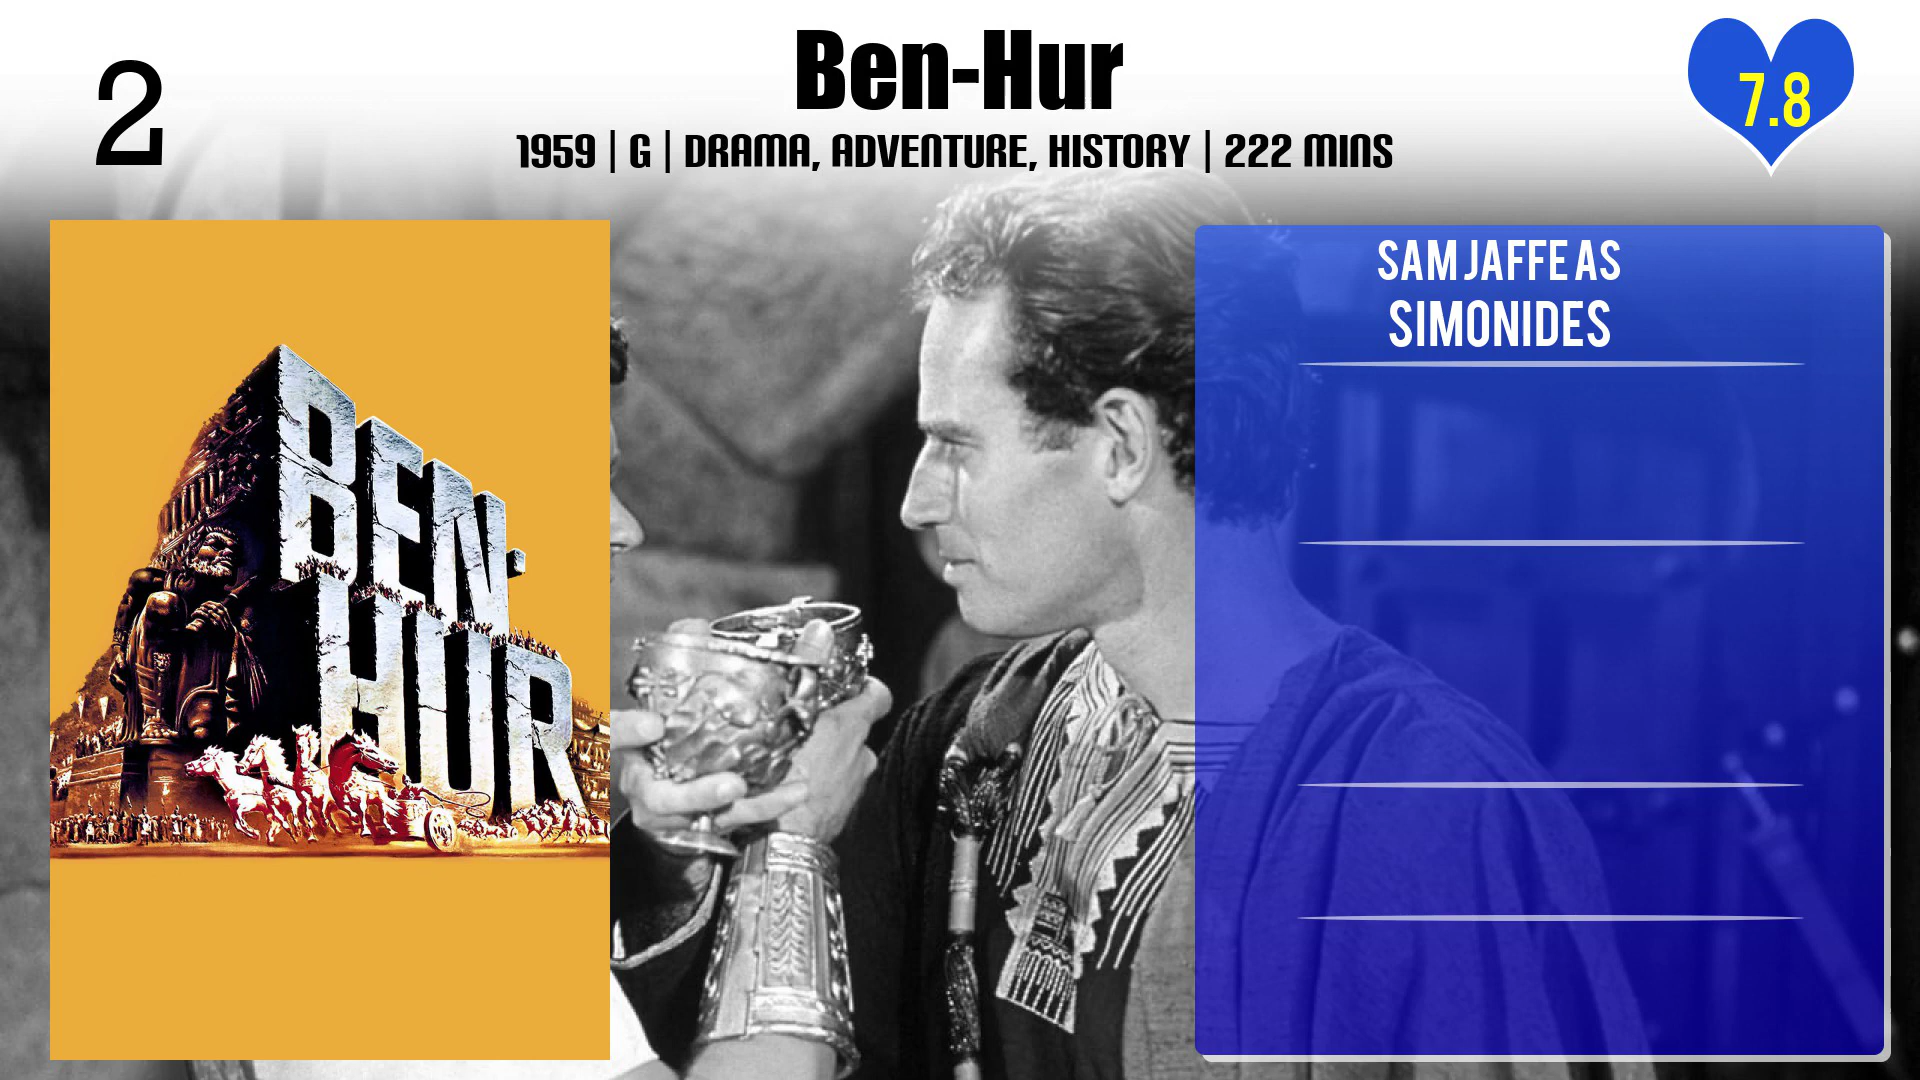 2
Ben-Hur
1959 | G | DRAMA, ADVENTURE, HISTORY | 222 MINS
7.8
BEN-
HUR
SAM JAFFE AS
SIMONIDES